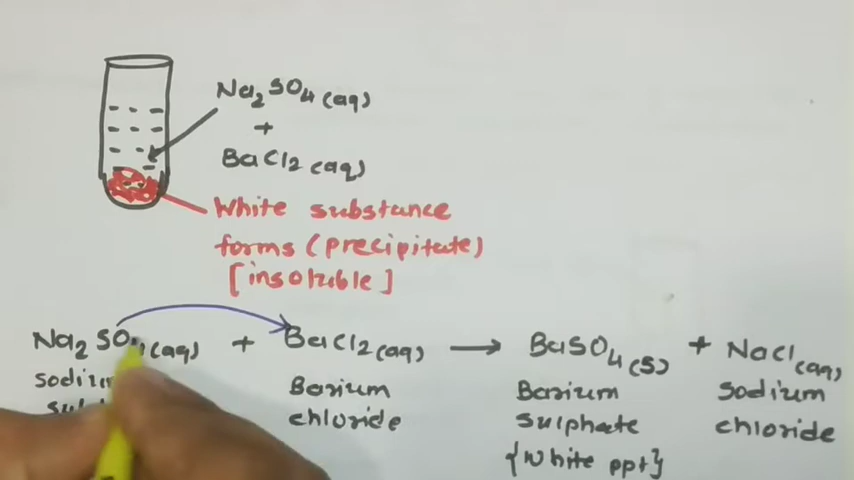 Na2SO4(aq)
+
BaCl2(aq)
White substance
forms (precipitate)
[insoluble]
Na2SO4(aq) + BaCl2(aq) → BaSO4(s) + NaCl(aq)
Barium Barium sodium
chloride sulphate chloride
{White ppt}